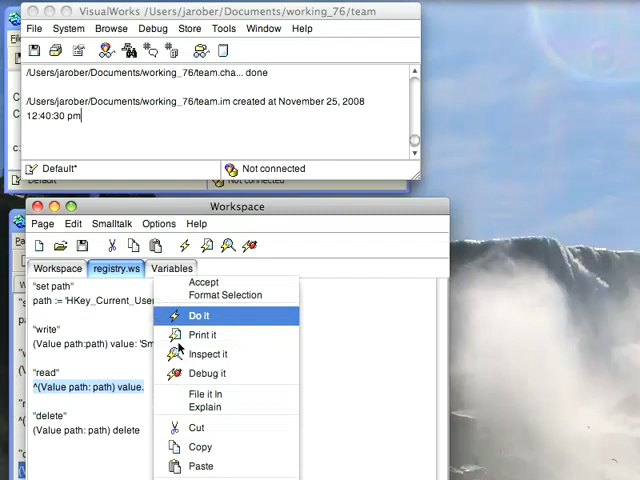 VisualWorks /Users/jarober/Documents/working_76/team
File System Browse Debug Store Tools Window Help
/Users/jarober/Documents/working_76/team.cha... done
/Users/jarober/Documents/working_76/team.im created at November 25, 2008
12:40:30 pm
Default*
Not connected
Workspace
Page Edit Smalltalk Options Help
Workspace registry.ws Variables
"set path"
path := 'HKey_Current_User
"write"
(Value path:path) value: 'Sm
"read"
^(Value path: path) value.
"delete"
(Value path: path) delete
Accept
Format Selection
Do it
Print it
Inspect it
Debug it
File it In
Explain
Cut
Copy
Paste